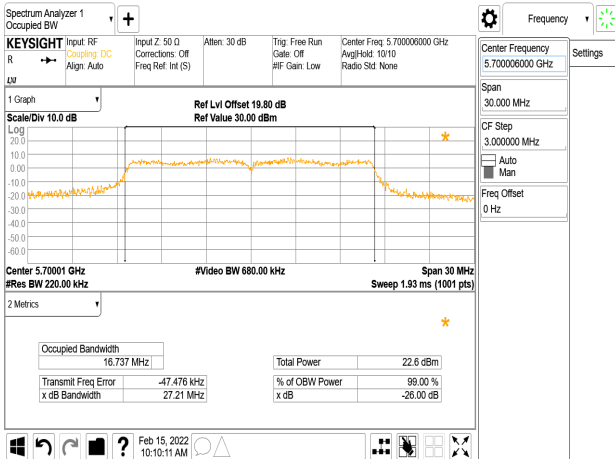 Spectrum Analyzer 1
Occupied BW
Frequency
KEYSIGHT
R
Input: RF
Coupling: DC
Align: Auto
Input Z: 50 Ω
Corrections: Off
Freq Ref: Int (S)
Atten: 30 dB
Trig: Free Run
Gate: Off
#IF Gain: Low
Center Freq: 5.700006000 GHz
Avg|Hold: 10/10
Radio Std: None
Center Frequency
5.700006000 GHz
Settings
Span
30.000 MHz
CF Step
3.000000 MHz
Auto
Man
Freq Offset
0 Hz
1 Graph
Scale/Div 10.0 dB
Ref Lvl Offset 19.80 dB
Ref Value 30.00 dBm
Log
20.0
10.0
0.00
-10.0
-20.0
-30.0
-40.0
-50.0
-60.0
Center 5.70001 GHz
#Video BW 680.00 kHz
Span 30 MHz
#Res BW 220.00 kHz
Sweep 1.93 ms (1001 pts)
2 Metrics
Occupied Bandwidth
16.737 MHz
Total Power 22.6 dBm
Transmit Freq Error -47.476 kHz
% of OBW Power 99.00 %
x dB Bandwidth 27.21 MHz
x dB -26.00 dB
?
Feb 15, 2022
10:10:11 AM